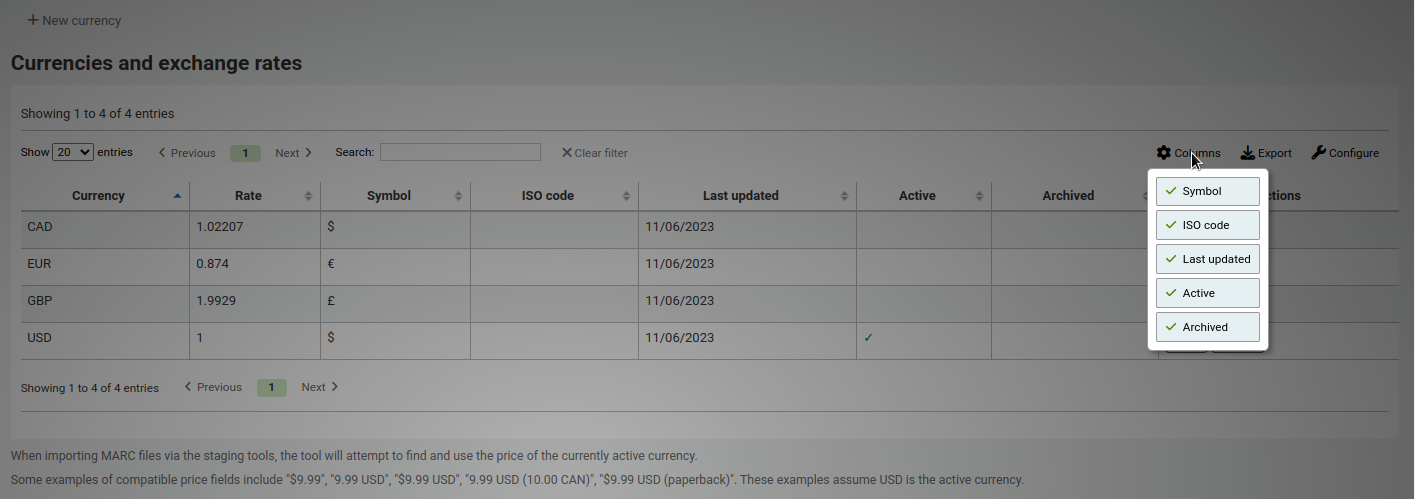 New currency
Currencies and exchange rates
Showing 1 to 4 of 4 entries
Show 20 entries Previous 1 Next Search: Clear filter Columns Export Configure
Currency Rate Symbol ISO code Last updated Active Archived ctions
CAD 1.02207 $ 11/06/2023
EUR 0.874 € 11/06/2023
GBP 1.9929 £ 11/06/2023
USD 1 $ 11/06/2023 ✓
Symbol
ISO code
Last updated
Active
Archived
Showing 1 to 4 of 4 entries Previous 1 Next
When importing MARC files via the staging tools, the tool will attempt to find and use the price of the currently active currency.
Some examples of compatible price fields include "$9.99", "9.99 USD", "$9.99 USD", "9.99 USD (10.00 CAN)", "$9.99 USD (paperback)". These examples assume USD is the active currency.